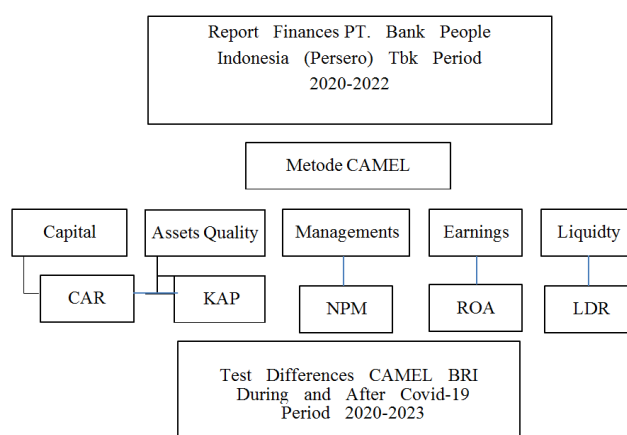 Report Finances PT. Bank People
Indonesia (Persero) Tbk Period
2020-2022
Metode CAMEL
Capital
Assets Quality
Managements
Earnings
Liquidty
CAR
KAP
NPM
ROA
LDR
Test Differences CAMEL BRI
During and After Covid-19
Period 2020-2023